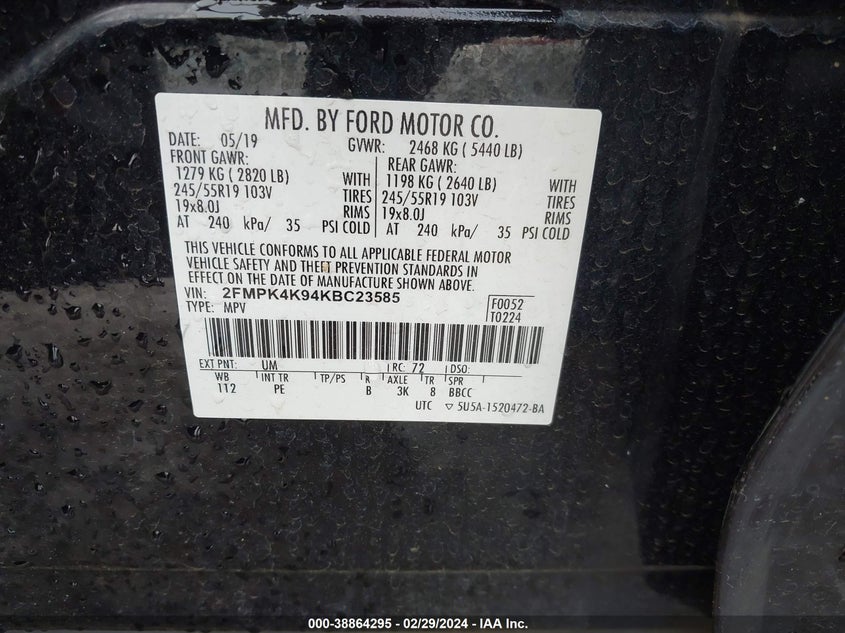 MFD. BY FORD MOTOR CO.
DATE: 05/19 GVWR: 2468 KG ( 5440 LB)
FRONT GAWR: REAR GAWR:
1279 KG ( 2820 LB) WITH 1198 KG ( 2640 LB) WITH
245/55R19 103V TIRES 245/55R19 103V TIRES
19x8.0J RIMS 19x8.0J RIMS
AT 240 kPa/ 35 PSI COLD AT 240 kPa/ 35 PSI COLD
THIS VEHICLE CONFORMS TO ALL APPLICABLE FEDERAL MOTOR
VEHICLE SAFETY AND THEFT PREVENTION STANDARDS IN
EFFECT ON THE DATE OF MANUFACTURE SHOWN ABOVE.
VIN: 2FMPK4K94KBC23585 F0052
TYPE: MPV T0224
EXT PNT: UM RC: 72 DSO:
WB INT TR TP/PS R AXLE TR SPR
112 PE B 3K 8 BBCC
UTC ▽ 5U5A-1520472-BA
000-38864295 - 02/29/2024 - IAA Inc.